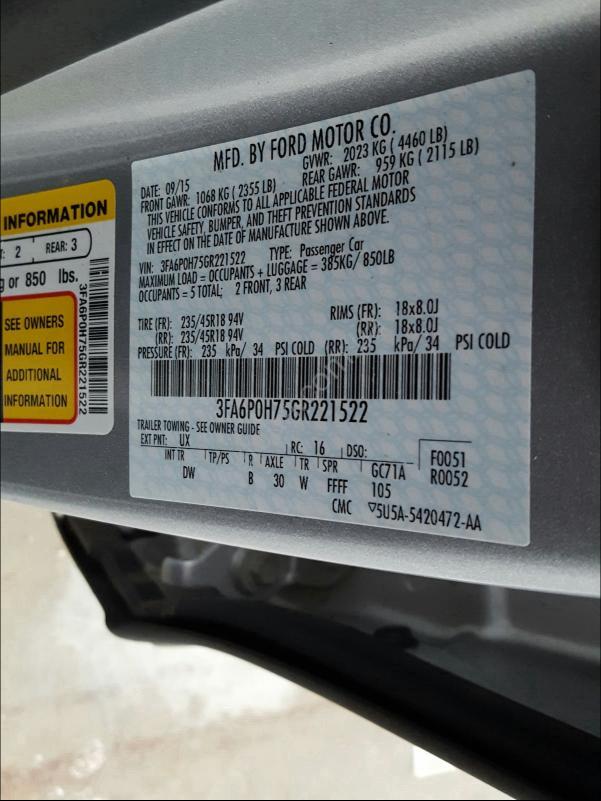 MFD. BY FORD MOTOR CO.
DATE: 09/15 GVWR: 2023 KG ( 4460 LB)
FRONT GAWR: 1068 KG ( 2355 LB) REAR GAWR: 959 KG ( 2115 LB)
THIS VEHICLE CONFORMS TO ALL APPLICABLE FEDERAL MOTOR
VEHICLE SAFETY, BUMPER, AND THEFT PREVENTION STANDARDS
IN EFFECT ON THE DATE OF MANUFACTURE SHOWN ABOVE.
VIN: 3FA6P0H75GR221522 TYPE: Passenger Car
MAXIMUM LOAD = OCCUPANTS + LUGGAGE = 385KG/ 850LB
OCCUPANTS = 5 TOTAL; 2 FRONT, 3 REAR
TIRE (FR): 235/45R18 94V RIMS (FR): 18x8.0J
(RR): 235/45R18 94V (RR): 18x8.0J
PRESSURE (FR): 235 kPa/ 34 PSI COLD (RR): 235 kPa/ 34 PSI COLD
3FA6P0H75GR221522
TRAILER TOWING - SEE OWNER GUIDE
EXT PNT: UX RC: 16 DSO: F0051
INT TR TP/PS R AXLE TR SPR GC71A R0052
DW B 30 W FFFF 105
CMC 5U5A-5420472-AA
INFORMATION
: 2 REAR: 3
or 850 lbs.
SEE OWNERS
MANUAL FOR
ADDITIONAL
INFORMATION
3FA6P0H75GR221522